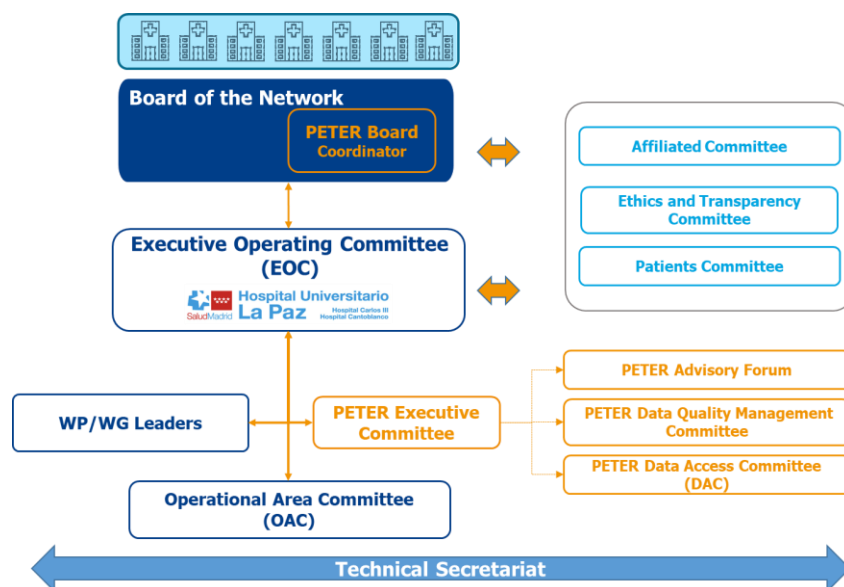 Board of the Network
PETER Board
Coordinator
Affiliated Committee
Ethics and Transparency
Committee
Patients Committee
Executive Operating Committee
(EOC)
SaludMadrid
Hospital Universitario
La Paz
Hospital Carlos III
Hospital Cantoblanco
WP/WG Leaders
PETER Executive
Committee
PETER Advisory Forum
PETER Data Quality Management
Committee
PETER Data Access Committee
(DAC)
Operational Area Committee
(OAC)
Technical Secretariat